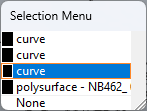 Selection Menu
curve
curve
curve
polysurface - NB462_
None